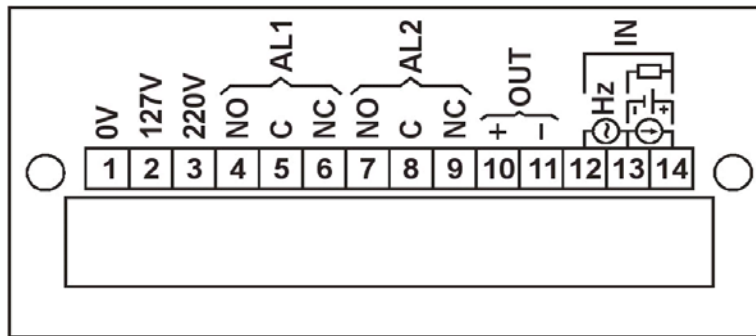 AL1 AL2 IN
0V 127V 220V NO C NC NO C NC + OUT - Hz - +
1 2 3 4 5 6 7 8 9 10 11 12 13 14